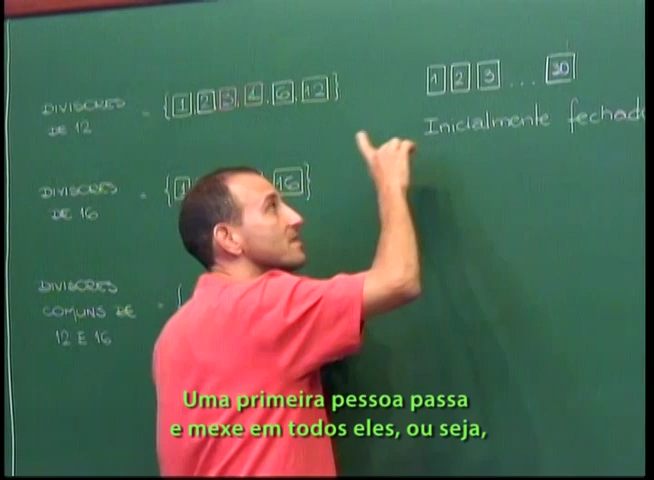 DIVISORES = {1, 2, 3, 4, 6, 12}
DE 12
1 2 3 ... 30
Inicialmente
DIVISORES = {1
16}
DE 16
DIVISORES
COMUNS DE = {
12 E 16
Uma primeira pessoa passa
e mexe em todos eles, ou seja,